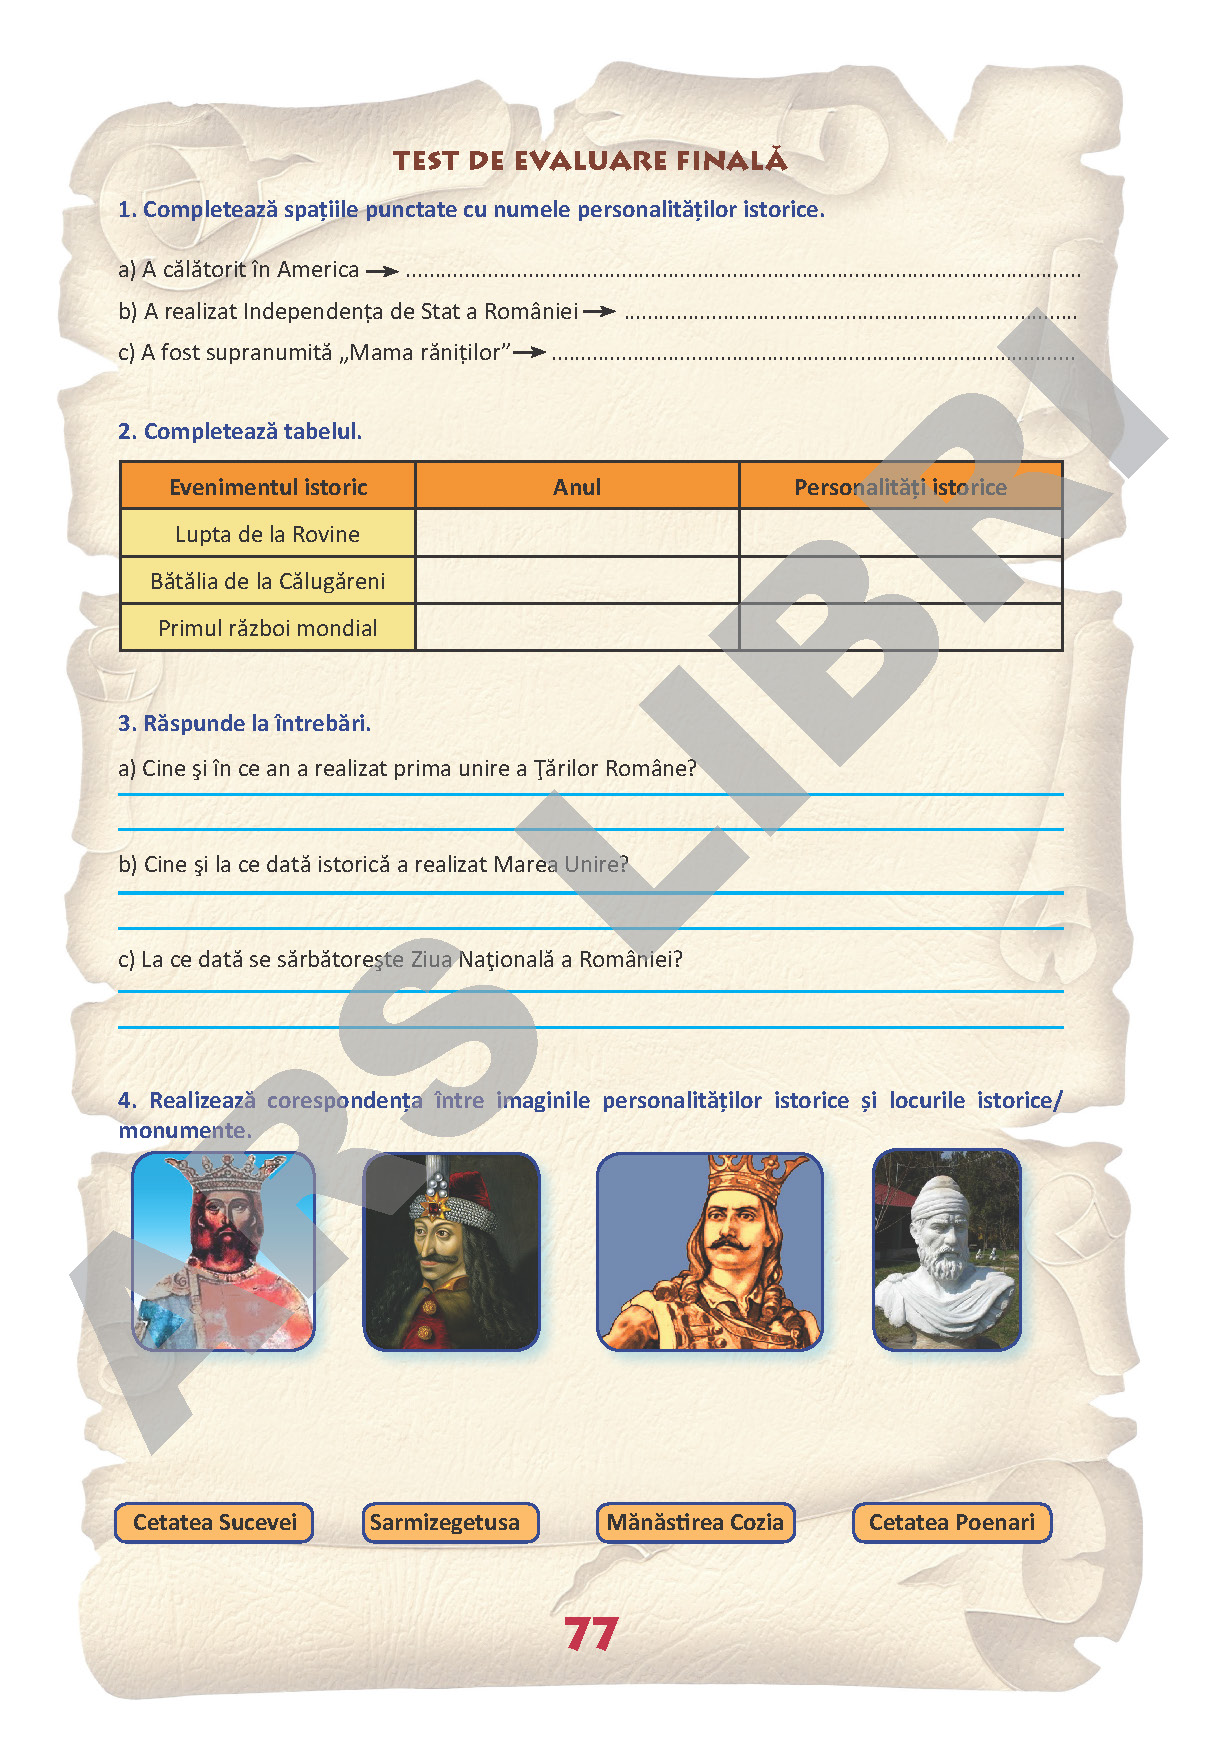 TEST DE EVALUARE FINALĂ
1. Completează spațiile punctate cu numele personalităților istorice.
a) A călătorit în America ➛ ........................................................................................................................
b) A realizat Independența de Stat a României ➛ ................................................................................
c) A fost supranumită „Mama răniților” ➛ ............................................................................................
2. Completează tabelul.
Evenimentul istoric Anul Personalități istorice
Lupta de la Rovine
Bătălia de la Călugăreni
Primul război mondial
3. Răspunde la întrebări.
a) Cine şi în ce an a realizat prima unire a Ţărilor Române?
b) Cine şi la ce dată istorică a realizat Marea Unire?
c) La ce dată se sărbătoreşte Ziua Naţională a României?
4. Realizează corespondența între imaginile personalităților istorice și locurile istorice/
monumente.
Cetatea Sucevei Sarmizegetusa Mănăstirea Cozia Cetatea Poenari
77
ARS LIBRI